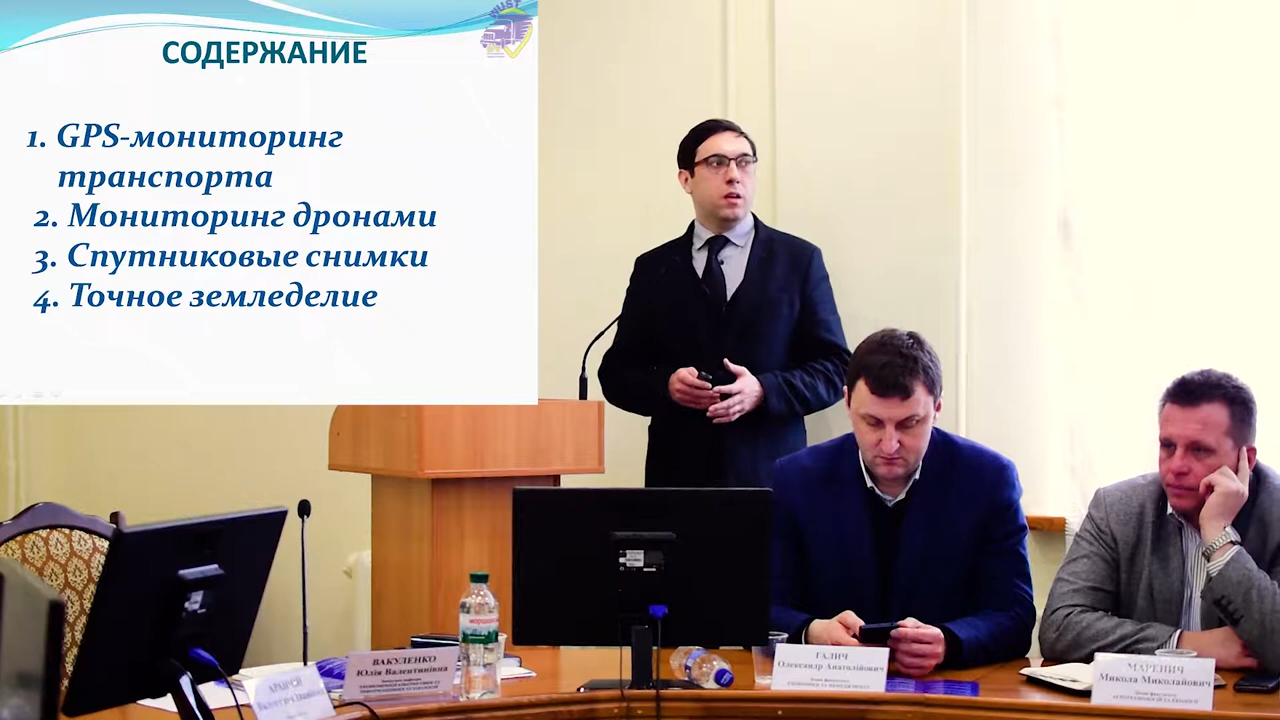 СОДЕРЖАНИЕ
1. GPS-мониторинг
транспорта
2. Мониторинг дронами
3. Спутниковые снимки
4. Точное земледелие
ВАКУЛЕНКО
Юлія Валентинівна
ГАЛИЧ
Олександр Анатолійович
МАРЕНИЧ
Микола Миколайович